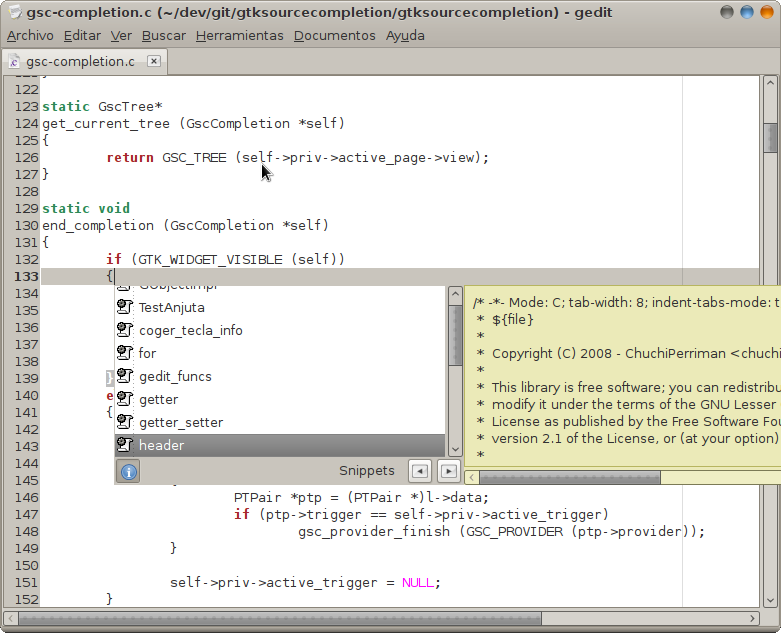 gsc-completion.c (~/dev/git/gtksourcecompletion/gtksourcecompletion) - gedit
Archivo Editar Ver Buscar Herramientas Documentos Ayuda
gsc-completion.c
122
123 static GscTree*
124 get_current_tree (GscCompletion *self)
125 {
126 return GSC_TREE (self->priv->active_page->view);
127 }
128
129 static void
130 end_completion (GscCompletion *self)
131 {
132 if (GTK_WIDGET_VISIBLE (self))
133 {
134
135
136
137
138
139 }
140 e
141 {
142
143
144
145
146 PTPair *ptp = (PTPair *)l->data;
147 if (ptp->trigger == self->priv->active_trigger)
148 gsc_provider_finish (GSC_PROVIDER (ptp->provider));
149 }
150
151 self->priv->active_trigger = NULL;
152 }
GObjectImpl
TestAnjuta
coger_tecla_info
for
gedit_funcs
getter
getter_setter
header
Snippets
/* -*- Mode: C; tab-width: 8; indent-tabs-mode: t
* ${file}
*
* Copyright (C) 2008 - ChuchiPerriman <chuchi
*
* This library is free software; you can redistribu
* modify it under the terms of the GNU Lesser
* License as published by the Free Software Fou
* version 2.1 of the License, or (at your option)
*